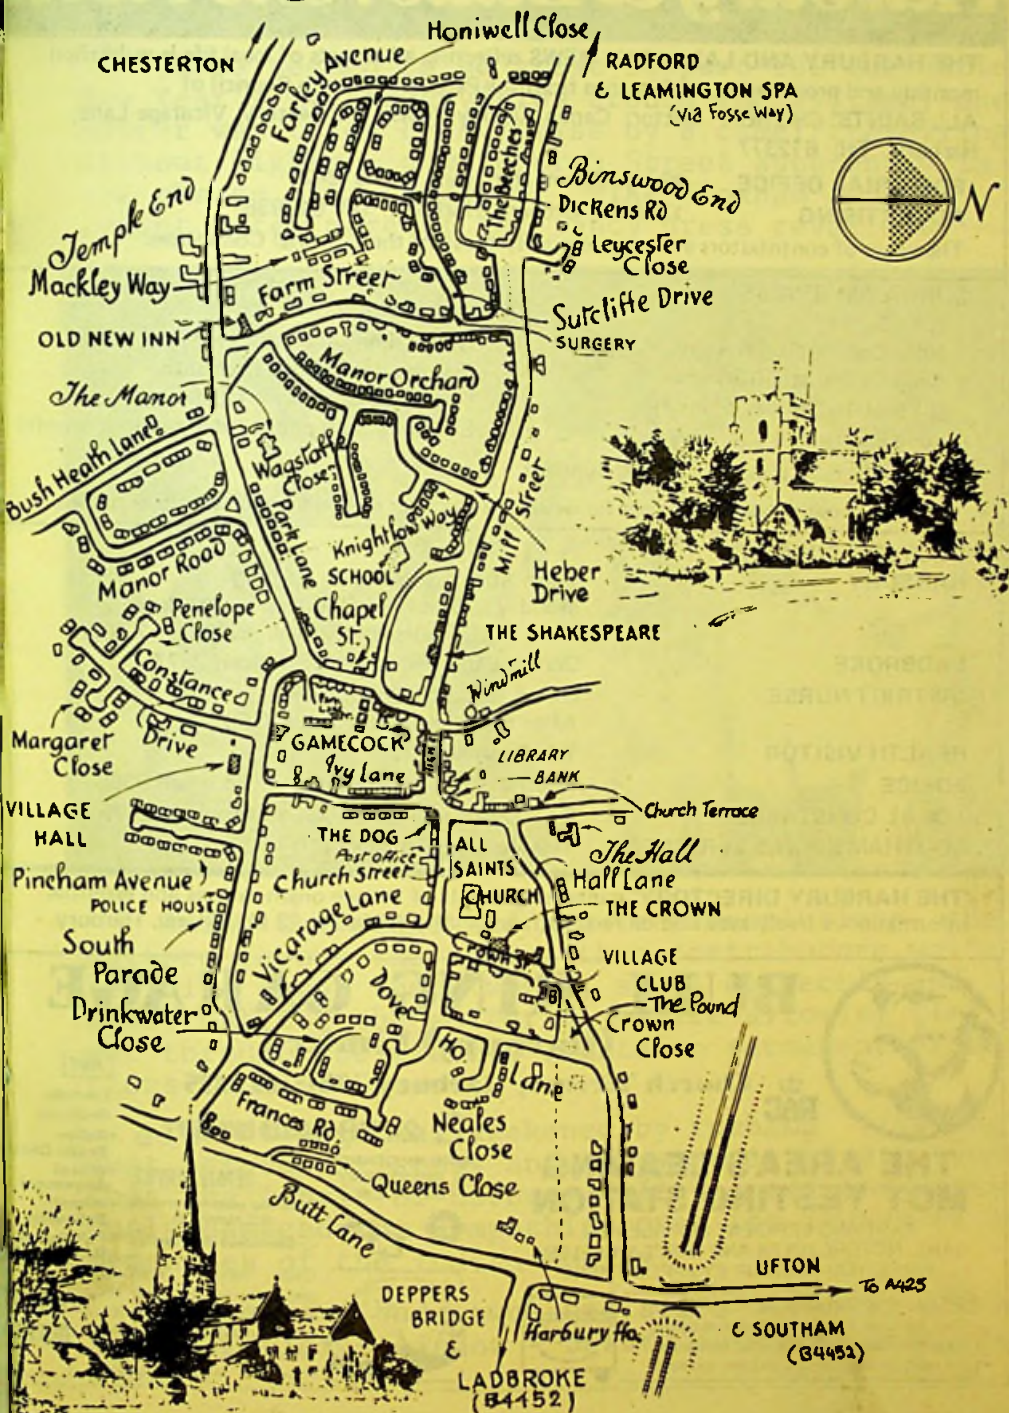 Honiwell Close
CHESTERTON
Farley Avenue
RADFORD
& LEAMINGTON SPA
(via Fosse Way)
The Beeches
Binswood End
Dickens Rd
N
Temple End
Leycester
Close
Mackley Way
Farm Street
Sutcliffe Drive
OLD NEW INN
SURGERY
Manor Orchard
The Manor
Bush Heath Lane
Wagstaff
Close
Park Lane
Mill Street
Knightlow Way
Manor Road
SCHOOL
Heber
Drive
Penelope
Close
Chapel
St.
THE SHAKESPEARE
Constance
Drive
Windmill
Margaret
Close
GAMECOCK
HIGH
LIBRARY
Ivy Lane
BANK
VILLAGE
HALL
Church Terrace
THE DOG
ALL
SAINTS
CHURCH
Post office
Church Street
The Hall
Hall Lane
Pincham Avenue
POLICE HOUSE
THE CROWN
Vicarage Lane
Crown St.
South
Parade
VILLAGE
CLUB
The Pound
Dove
Ho.
Lane
Drinkwater
Close
Crown
Close
Frances Rd.
Neales
Close
Queens Close
Butt Lane
UFTON
To A425
DEPPERS
BRIDGE
&
LADBROKE
(B4452)
Harbury Ho.
& SOUTHAM
(B4452)